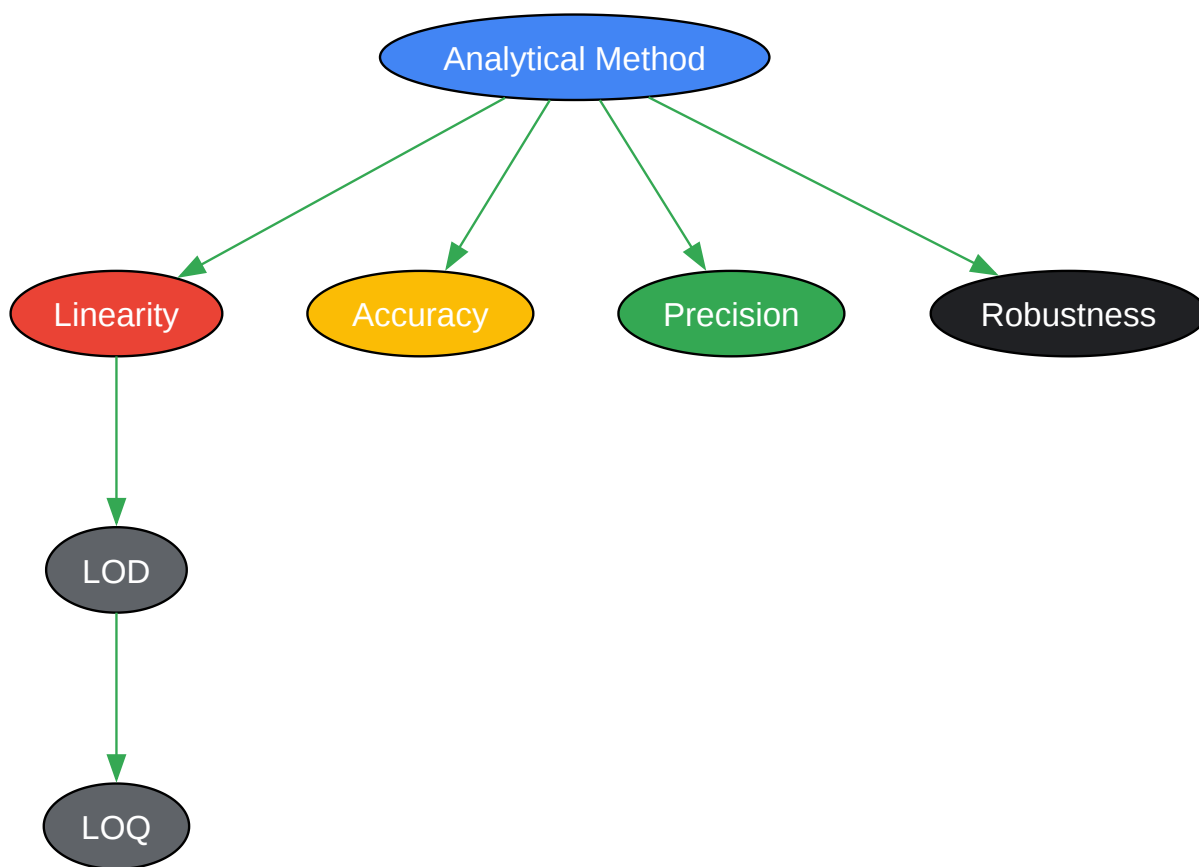 Analytical Method
Linearity
Accuracy
Precision
Robustness
LOD
LOQ